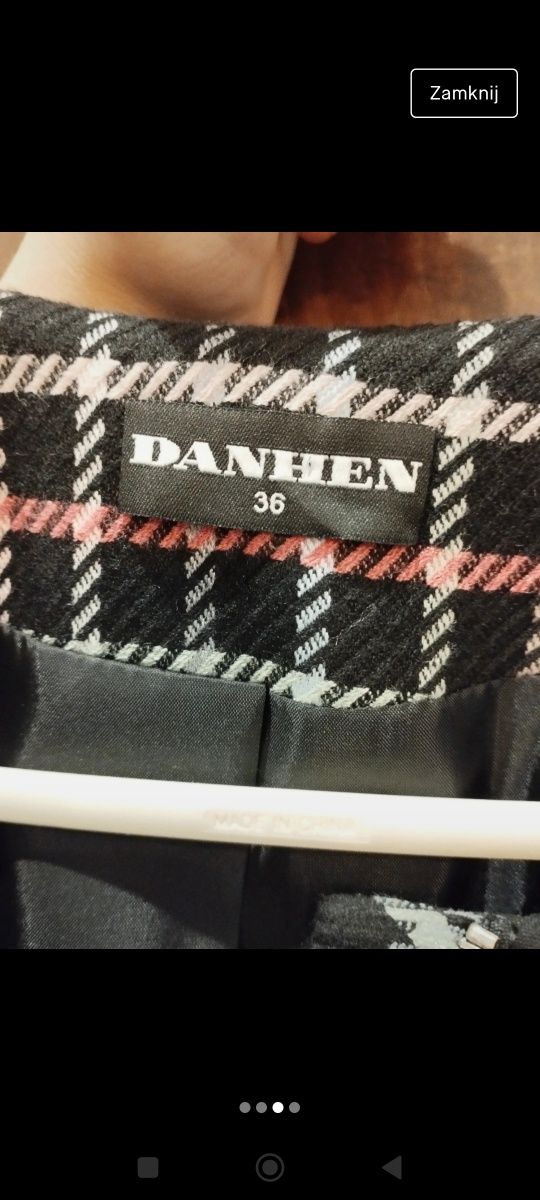 Zamknij
DANHEN
36
MADE IN CHINA